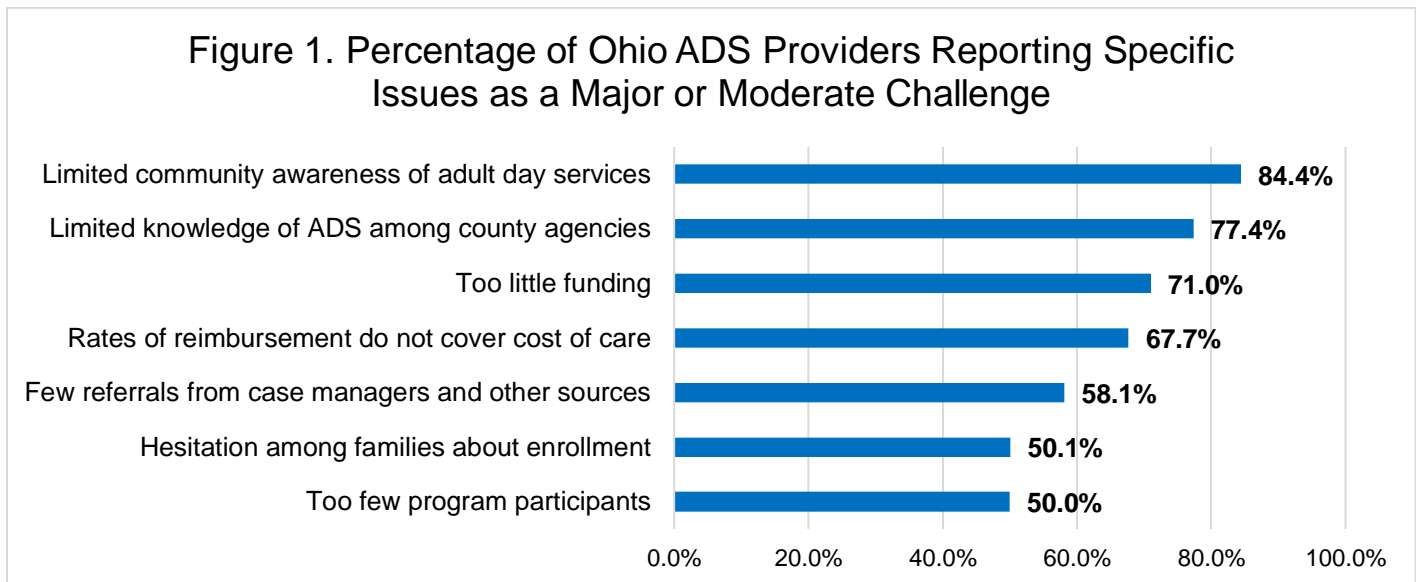 Figure 1. Percentage of Ohio ADS Providers Reporting Specific
Issues as a Major or Moderate Challenge
Limited community awareness of adult day services 84.4%
Limited knowledge of ADS among county agencies 77.4%
Too little funding 71.0%
Rates of reimbursement do not cover cost of care 67.7%
Few referrals from case managers and other sources 58.1%
Hesitation among families about enrollment 50.1%
Too few program participants 50.0%
0.0% 20.0% 40.0% 60.0% 80.0% 100.0%